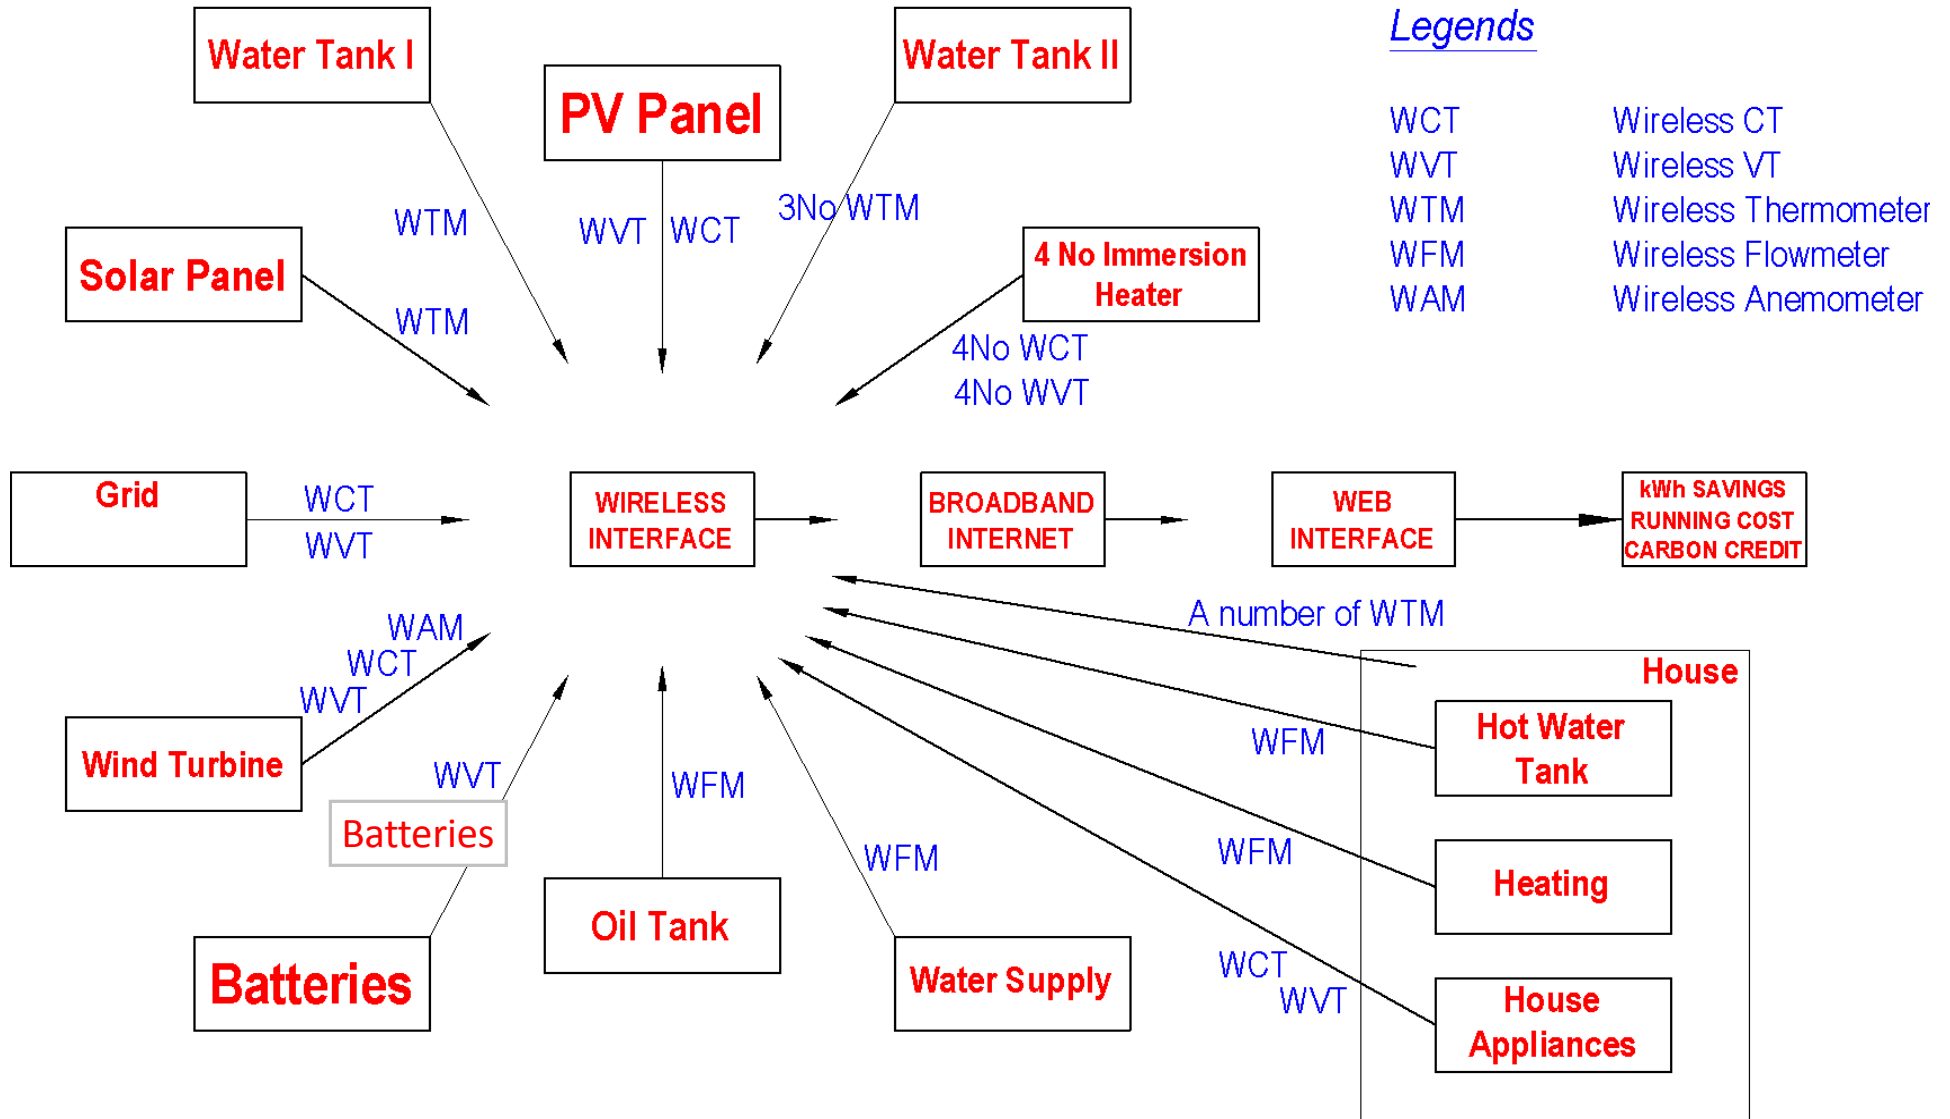 Legends
Water Tank I
Water Tank II
PV Panel
WCT Wireless CT
WVT Wireless VT
WTM Wireless Thermometer
WFM Wireless Flowmeter
WAM Wireless Anemometer
3No WTM
WTM
WVT WCT
Solar Panel
4 No Immersion
Heater
WTM
4No WCT
4No WVT
Grid
WCT
WVT
WIRELESS
INTERFACE
BROADBAND
INTERNET
WEB
INTERFACE
kWh SAVINGS
RUNNING COST
CARBON CREDIT
WAM
WCT
WVT
Wind Turbine
A number of WTM
House
Hot Water
Tank
WFM
WVT
Batteries
WFM
WFM
WFM
Heating
Batteries
Oil Tank
Water Supply
WCT
WVT
House
Appliances